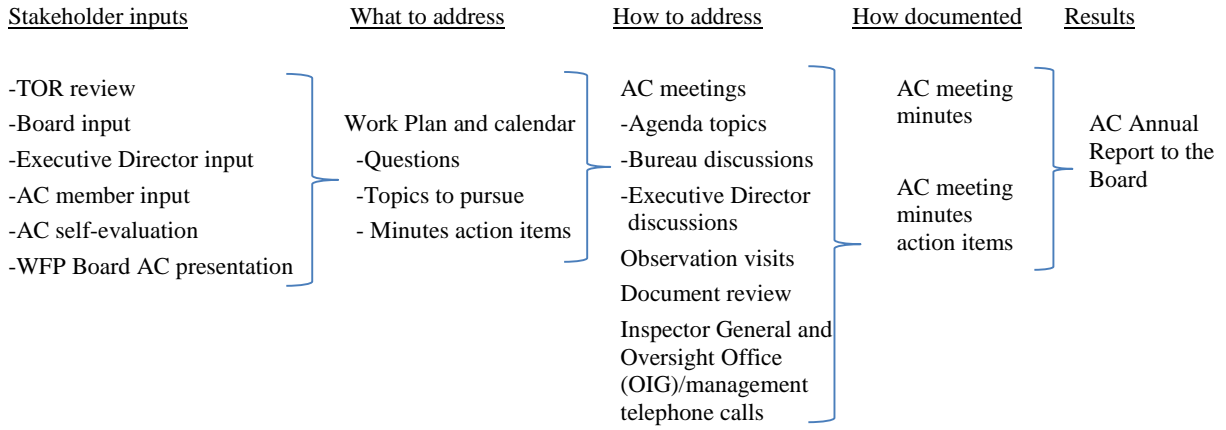 Stakeholder inputs
-TOR review
-Board input
-Executive Director input
-AC member input
-AC self-evaluation
-WFP Board AC presentation
What to address
Work Plan and calendar
-Questions
-Topics to pursue
- Minutes action items
How to address
AC meetings
-Agenda topics
-Bureau discussions
-Executive Director
discussions
Observation visits
Document review
Inspector General and
Oversight Office
(OIG)/management
telephone calls
How documented
AC meeting
minutes
AC meeting
minutes
action items
Results
AC Annual
Report to the
Board